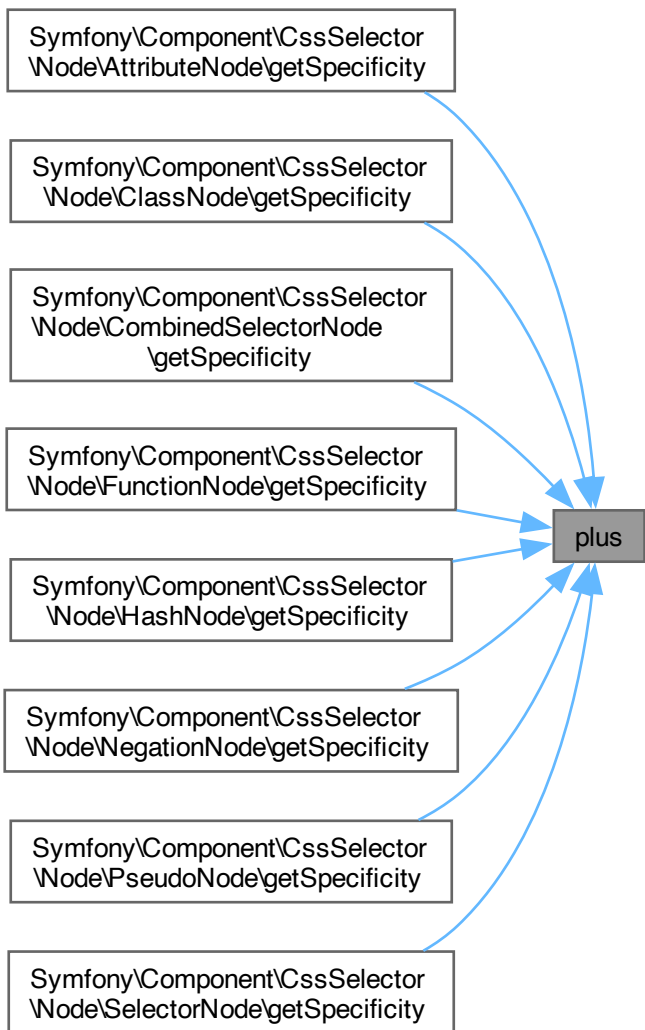 Symfony\Component\CssSelector
\Node\AttributeNode\getSpecificity
Symfony\Component\CssSelector
\Node\ClassNode\getSpecificity
Symfony\Component\CssSelector
\Node\CombinedSelectorNode
\getSpecificity
Symfony\Component\CssSelector
\Node\FunctionNode\getSpecificity
plus
Symfony\Component\CssSelector
\Node\HashNode\getSpecificity
Symfony\Component\CssSelector
\Node\NegationNode\getSpecificity
Symfony\Component\CssSelector
\Node\PseudoNode\getSpecificity
Symfony\Component\CssSelector
\Node\SelectorNode\getSpecificity